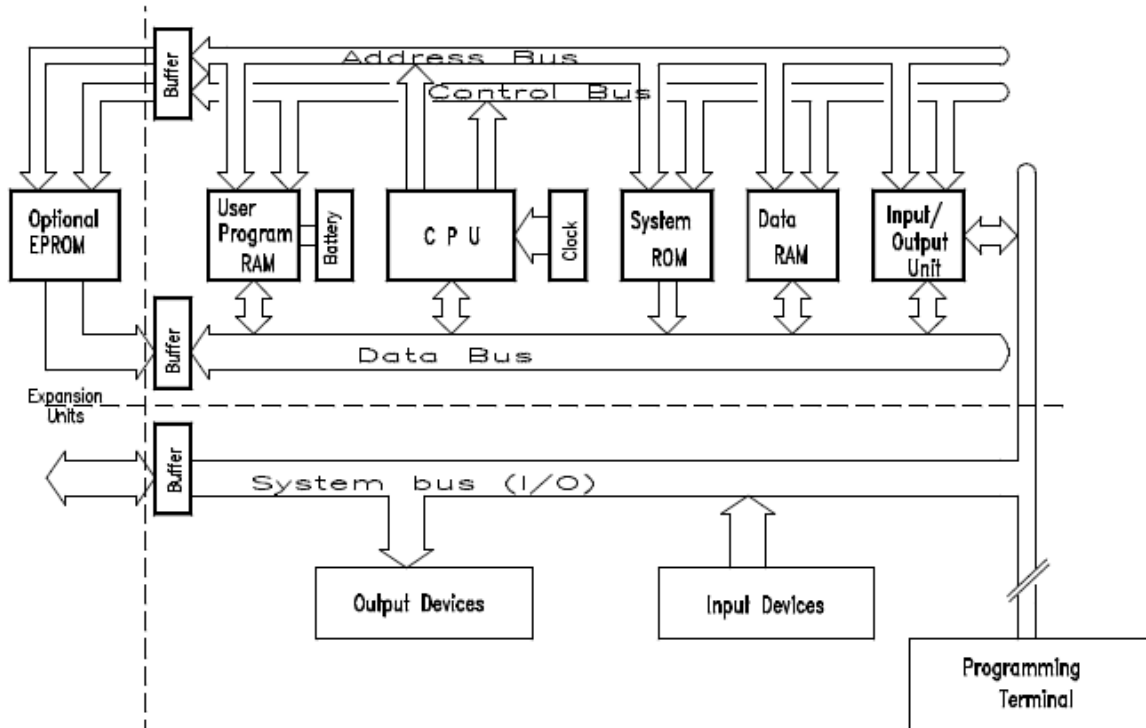 Buffer
Address Bus
Control Bus
Optional
EPROM
User
Program
RAM
Battery
C P U
Clock
System
ROM
Data
RAM
Input/
Output
Unit
Buffer
Data Bus
Expansion
Units
Buffer
System bus (I/O)
Output Devices
Input Devices
Programming
Terminal